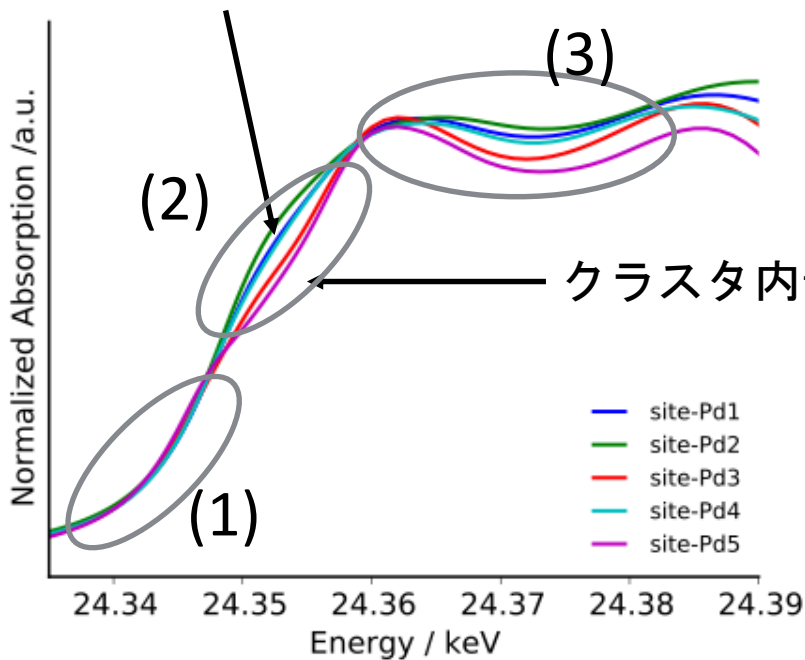 (3)
(2)
クラスタ内
(1)
Normalized Absorption /a.u.
site-Pd1
site-Pd2
site-Pd3
site-Pd4
site-Pd5
24.34 24.35 24.36 24.37 24.38 24.39
Energy / keV